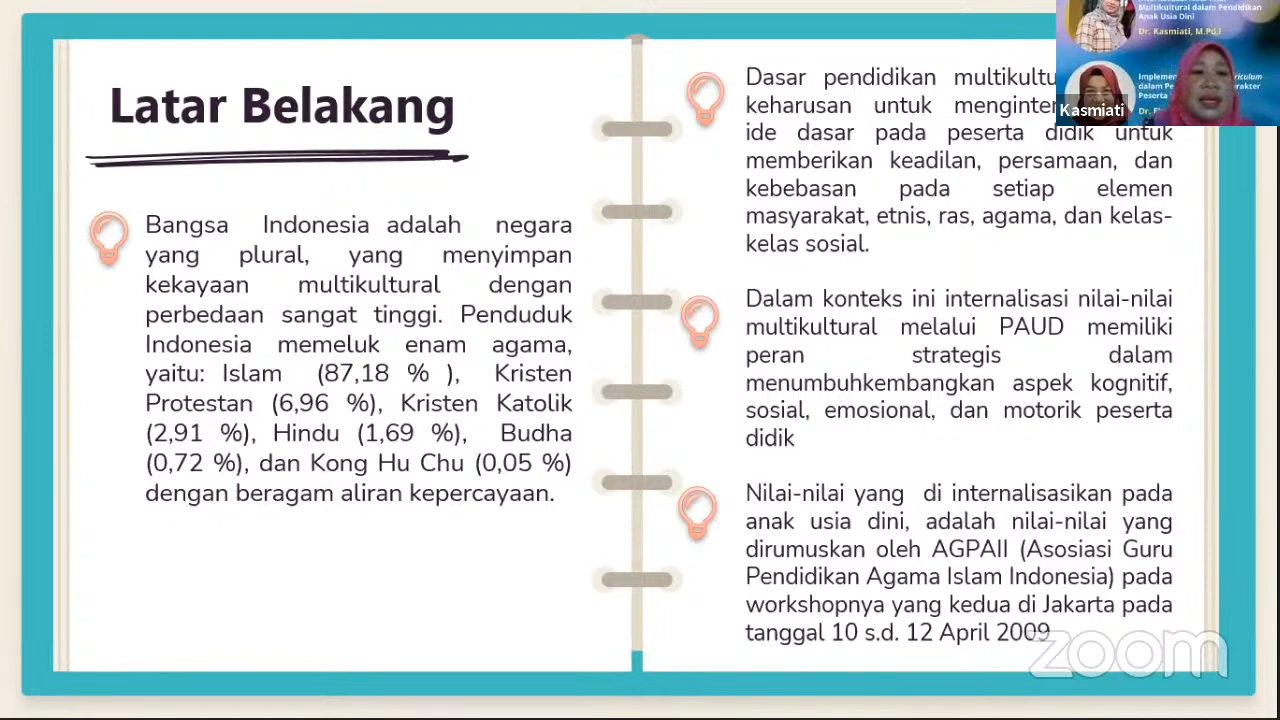 Latar Belakang
Bangsa Indonesia adalah negara
yang plural, yang menyimpan
kekayaan multikultural dengan
perbedaan sangat tinggi. Penduduk
Indonesia memeluk enam agama,
yaitu: Islam (87,18 % ), Kristen
Protestan (6,96 %), Kristen Katolik
(2,91 %), Hindu (1,69 %), Budha
(0,72 %), dan Kong Hu Chu (0,05 %)
dengan beragam aliran kepercayaan.
Dasar pendidikan
keharusan untuk
ide dasar pada peserta didik untuk
memberikan keadilan, persamaan, dan
kebebasan pada setiap elemen
masyarakat, etnis, ras, agama, dan kelas-
kelas sosial.
Dalam konteks ini internalisasi nilai-nilai
multikultural melalui PAUD memiliki
peran strategis dalam
menumbuhkembangkan aspek kognitif,
sosial, emosional, dan motorik peserta
didik
Nilai-nilai yang di internalisasikan pada
anak usia dini, adalah nilai-nilai yang
dirumuskan oleh AGPAII (Asosiasi Guru
Pendidikan Agama Islam Indonesia) pada
workshopnya yang kedua di Jakarta pada
tanggal 10 s.d. 12 April 2009
Multikultural dalam Pendidikan
Anak Usia Dini
Dr. Kasmiati, M.Pd,I
Kasmiati
zoom